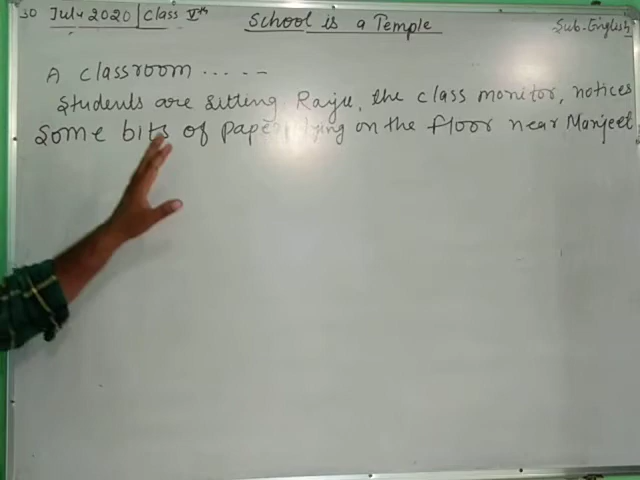 30 July 2020 | Class Vth School is a Temple Sub-English
A classroom .... --
Students are sitting Raju, the class monitor, notices
Some bits of paper lying on the floor near Manjeet